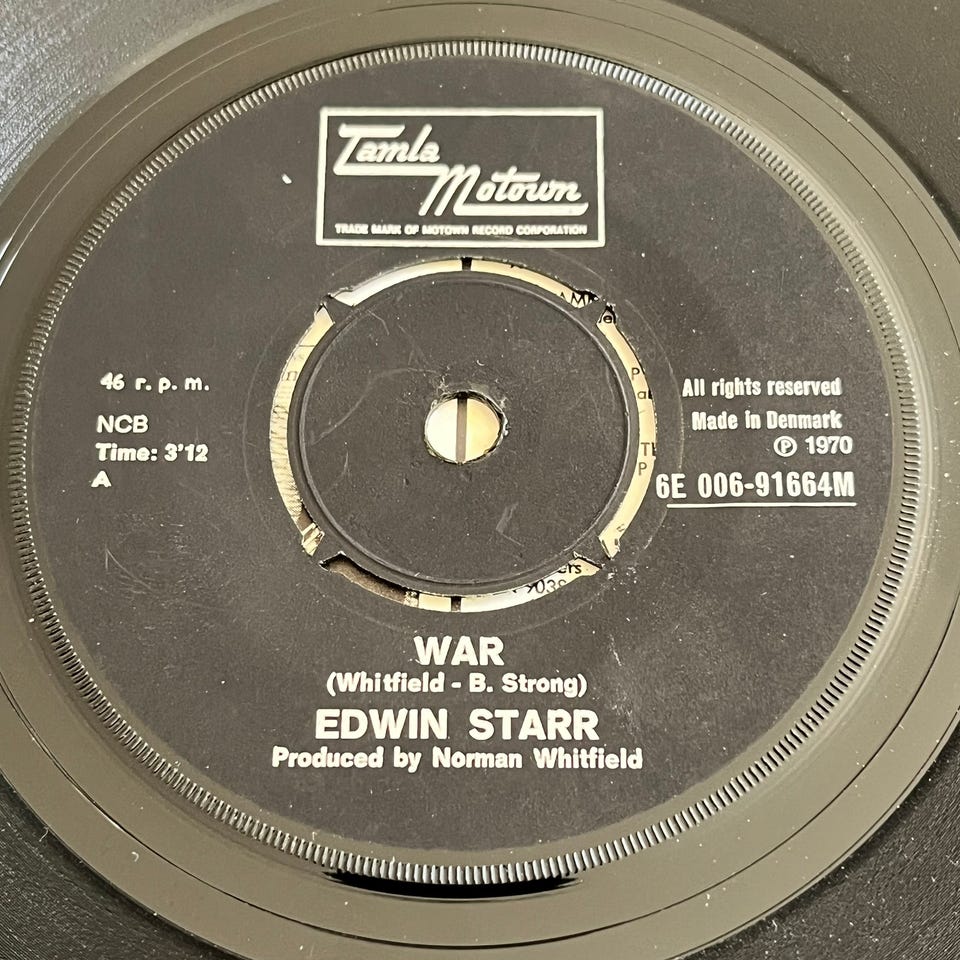 Tamla
Motown
TRADE MARK OF MOTOWN RECORD CORPORATION
46 r. p. m.
NCB
Time: 3'12
A
All rights reserved
Made in Denmark
℗ 1970
6E 006-91664M
WAR
(Whitfield - B. Strong)
EDWIN STARR
Produced by Norman Whitfield